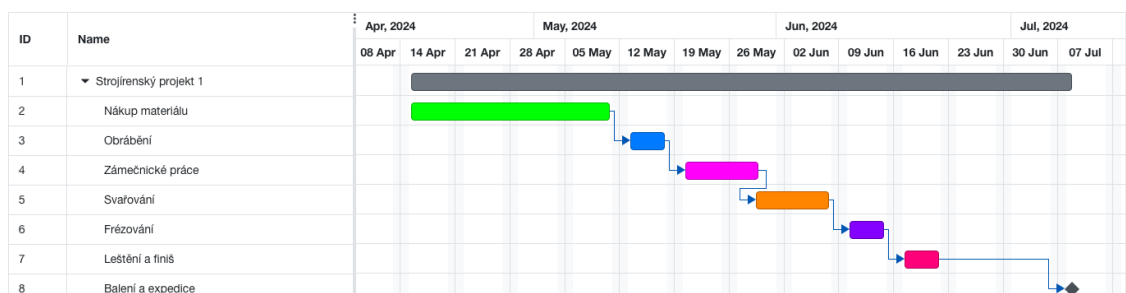 ID Name Apr, 2024 May, 2024 Jun, 2024 Jul, 2024
08 Apr 14 Apr 21 Apr 28 Apr 05 May 12 May 19 May 26 May 02 Jun 09 Jun 16 Jun 23 Jun 30 Jun 07 Jul
1 Strojírenský projekt 1
2 Nákup materiálu
3 Obrábění
4 Zámečnické práce
5 Svařování
6 Frézování
7 Leštění a finiš
8 Balení a expedice